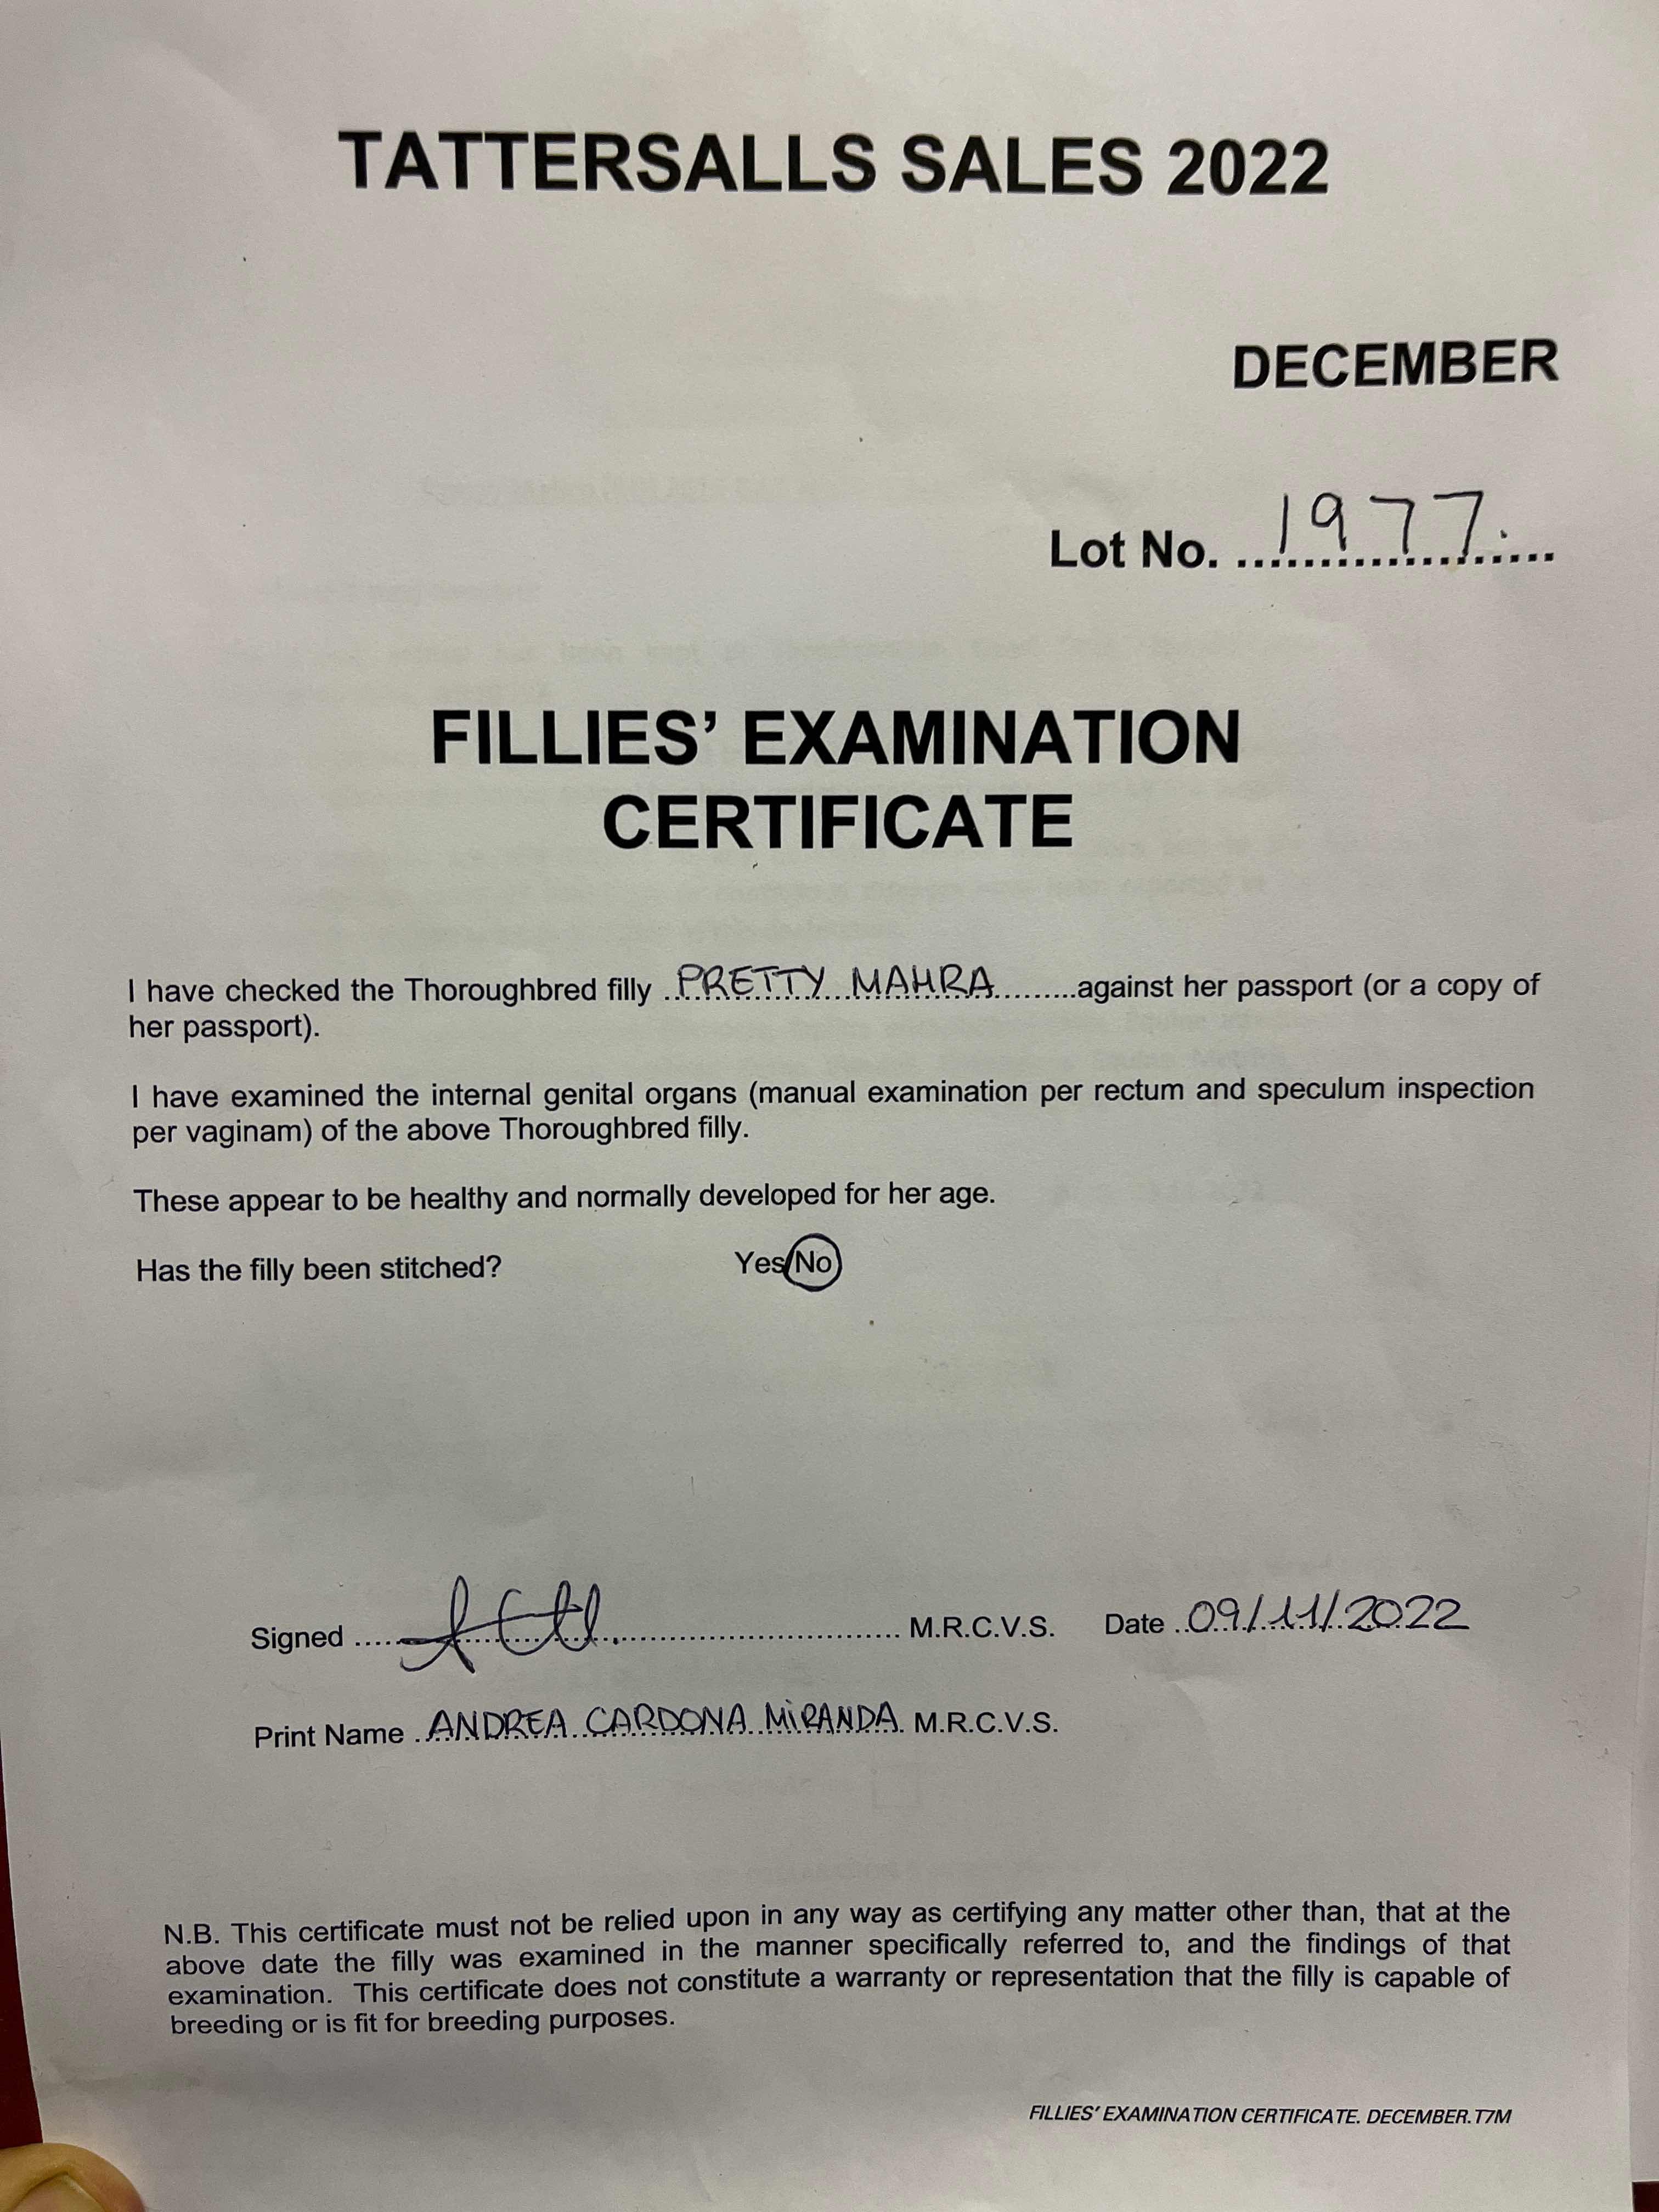 TATTERSALLS SALES 2022
DECEMBER
Lot No. 1977.
FILLIES’ EXAMINATION
CERTIFICATE
I have checked the Thoroughbred filly PRETTY MAHRA against her passport (or a copy of
her passport).
I have examined the internal genital organs (manual examination per rectum and speculum inspection
per vaginam) of the above Thoroughbred filly.
These appear to be healthy and normally developed for her age.
Has the filly been stitched? Yes/No
Signed M.R.C.V.S. Date 09/11/2022
Print Name ANDREA CARDONA MIRANDA M.R.C.V.S.
N.B. This certificate must not be relied upon in any way as certifying any matter other than, that at the
above date the filly was examined in the manner specifically referred to, and the findings of that
examination. This certificate does not constitute a warranty or representation that the filly is capable of
breeding or is fit for breeding purposes.
FILLIES’ EXAMINATION CERTIFICATE. DECEMBER.T7M